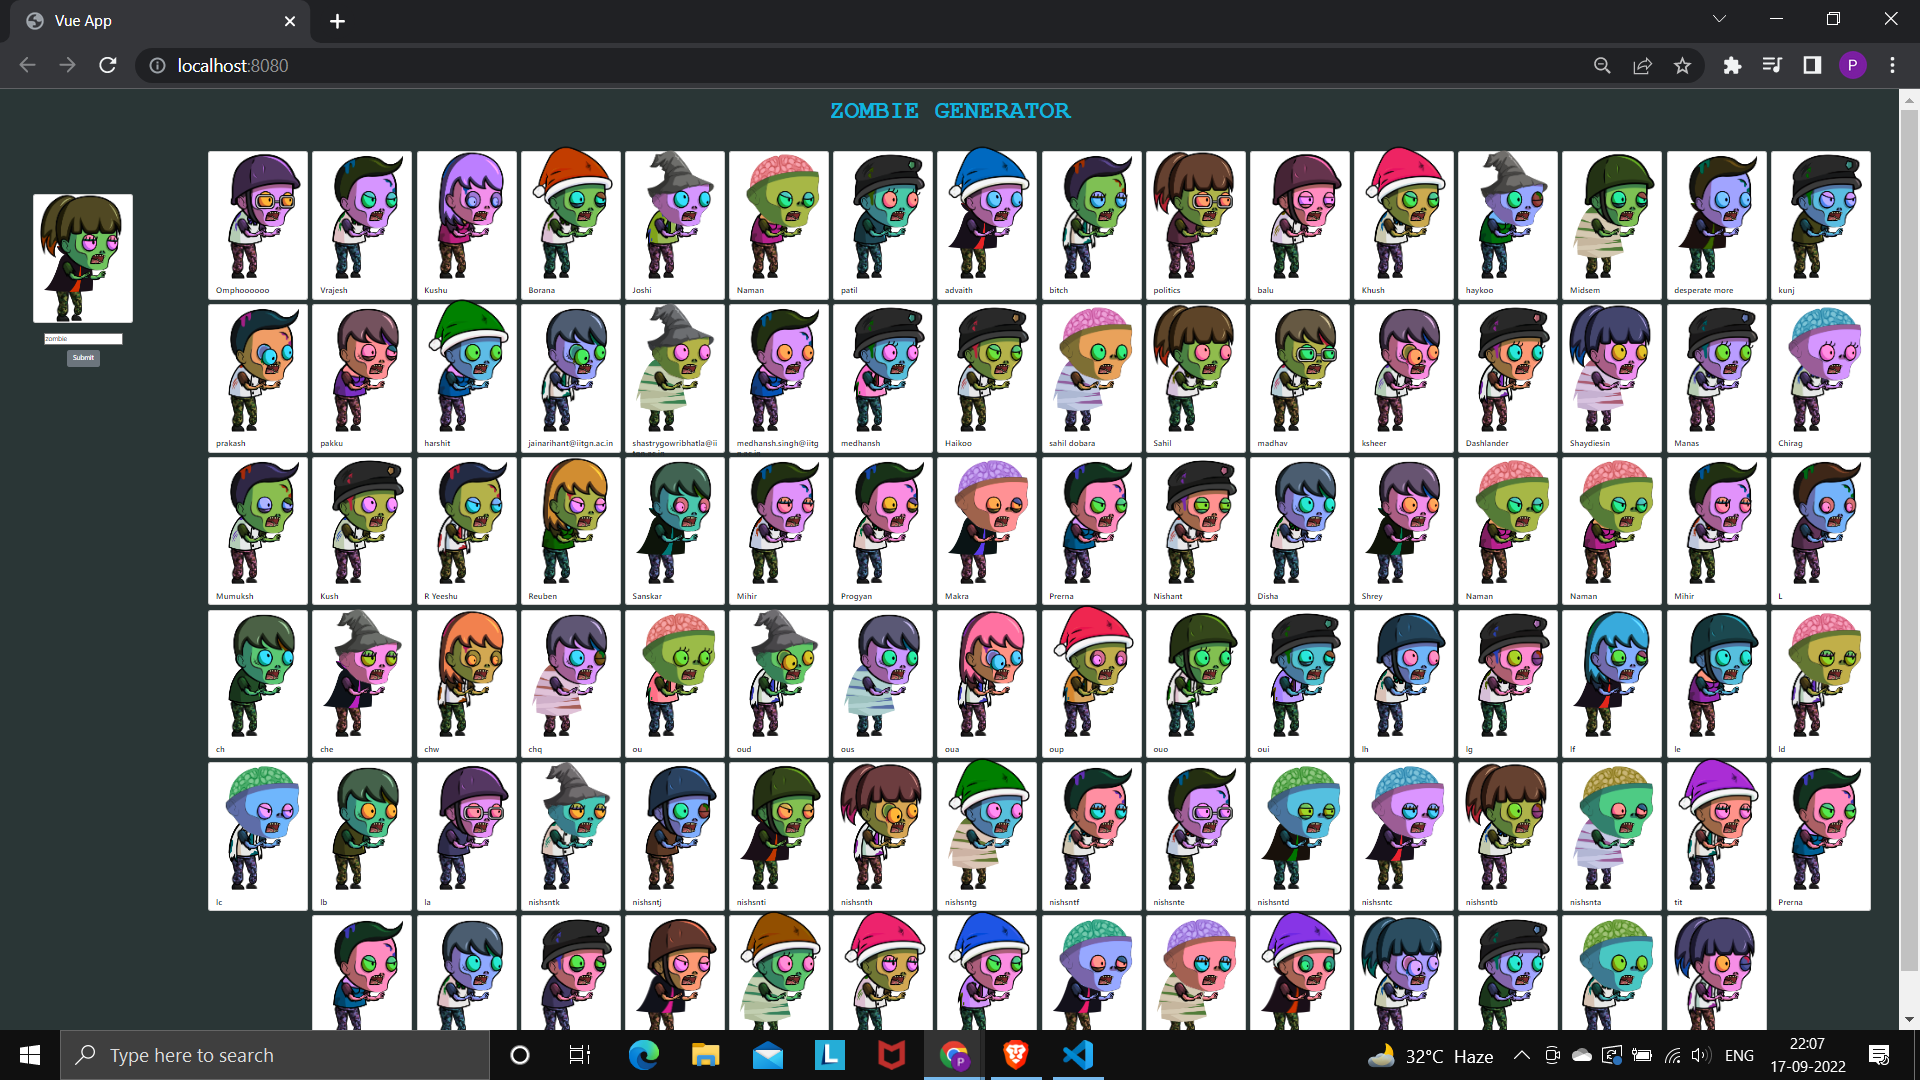 Vue App
localhost:8080
P
ZOMBIE GENERATOR
zombie
Submit
Omphoooooo
Vrajesh
Kushu
Borana
Joshi
Naman
patil
advaith
bitch
politics
balu
Khush
haykoo
Midsem
desperate more
kunj
prakash
pakku
harshit
jainarihant@iitgn.ac.in
shastrygowribhatla@ii
medhansh.singh@iitg
medhansh
Haikoo
sahil dobara
Sahil
madhav
ksheer
Dashlander
Shaydiesin
Manas
Chirag
Mumuksh
Kush
R Yeeshu
Reuben
Sanskar
Mihir
Progyan
Makra
Prerna
Nishant
Disha
Shrey
Naman
Naman
Mihir
L
ch
che
chw
chq
ou
oud
ous
oua
oup
ouo
oui
lh
lg
lf
le
ld
lc
lb
la
nishsntk
nishsntj
nishsnti
nishsnth
nishsntg
nishsntf
nishsnte
nishsntd
nishsntc
nishsntb
nishsnta
tit
Prerna
Type here to search
L
P
32°C Haze
ENG
22:07
17-09-2022